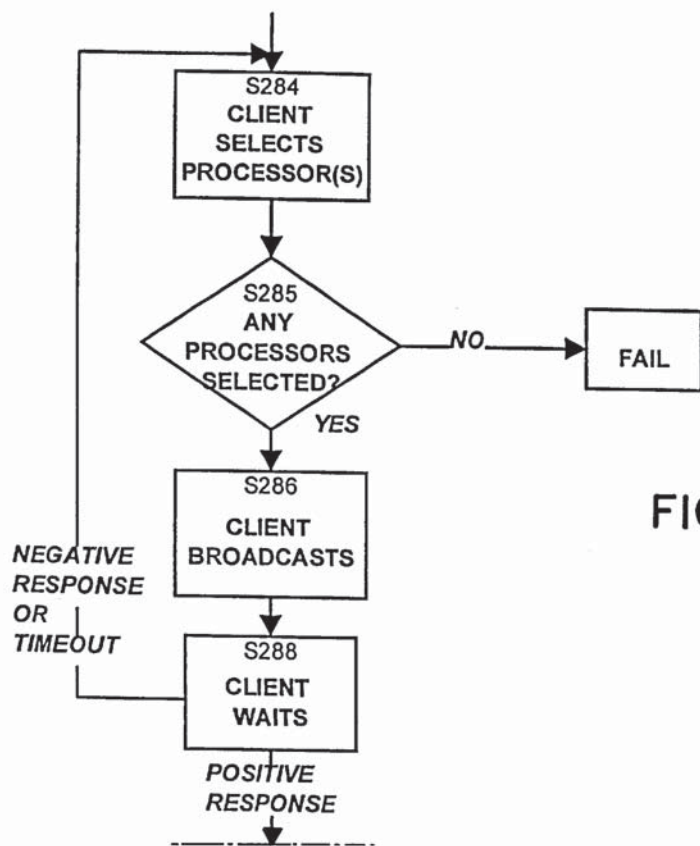 S284
CLIENT
SELECTS
PROCESSOR(S)
S285
ANY
PROCESSORS
SELECTED?
NO
FAIL
YES
S286
CLIENT
BROADCASTS
FIG
NEGATIVE
RESPONSE
OR
TIMEOUT
S288
CLIENT
WAITS
POSITIVE
RESPONSE